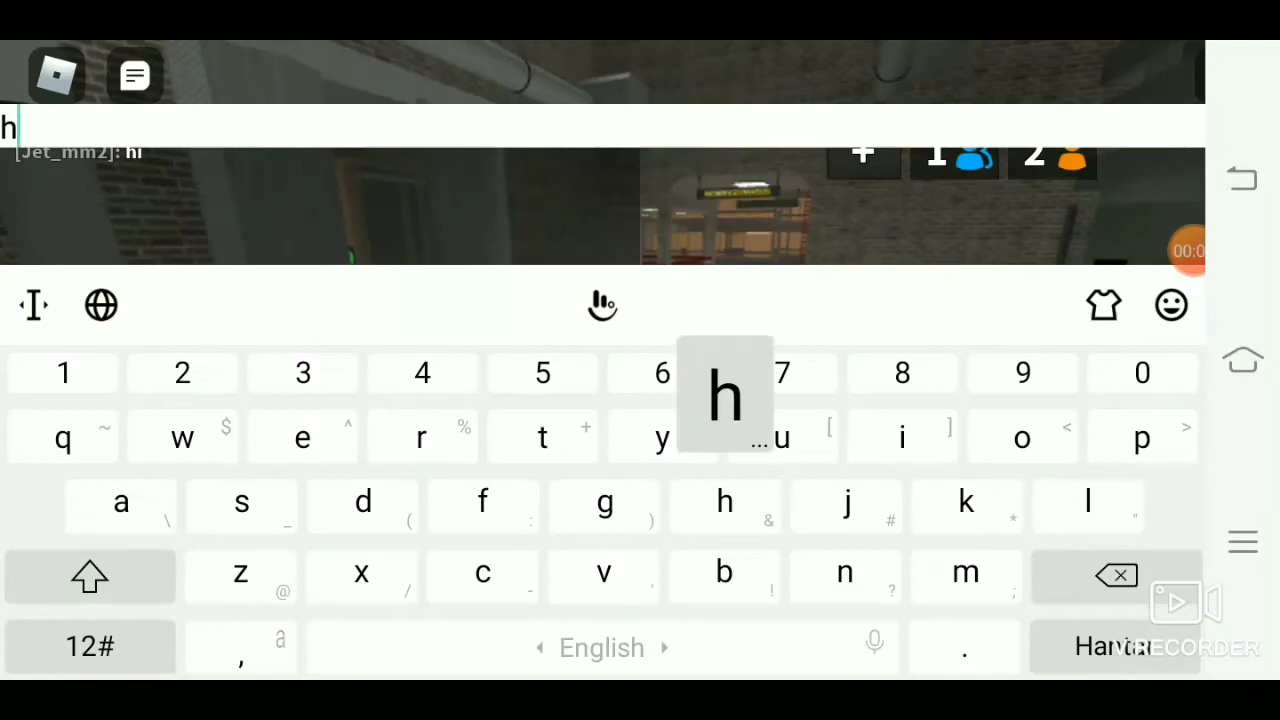 h
[Jet_mm2]: hi
+ 1 2
00:0
1 2 3 4 5 6 7 8 9 0
h
...
q ~ w $ e ^ r % t + y u [ i ] o < p >
a \ s _ d ( f : g ) h & j # k * l "
z @ x / c - v ' b ! n ? m ;
12# , a English . Hantar
V RECORDER